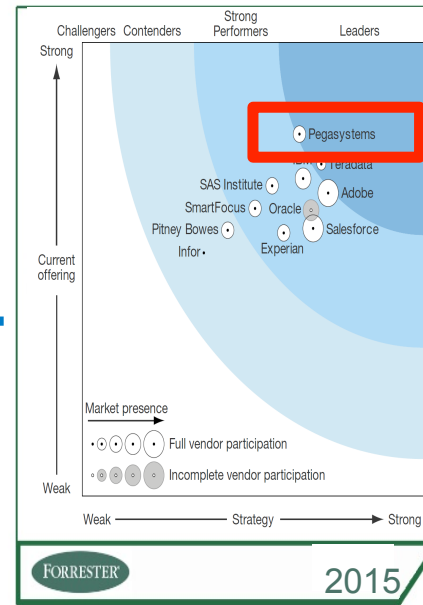 Strong
Challengers Contenders Performers Leaders
Strong
Pegasystems
Teradata
SAS Institute
Adobe
SmartFocus
Oracle
Pitney Bowes
Salesforce
Experian
Infor
Current
offering
Market presence
Full vendor participation
Incomplete vendor participation
Weak
Weak Strategy Strong
FORRESTER®
2015